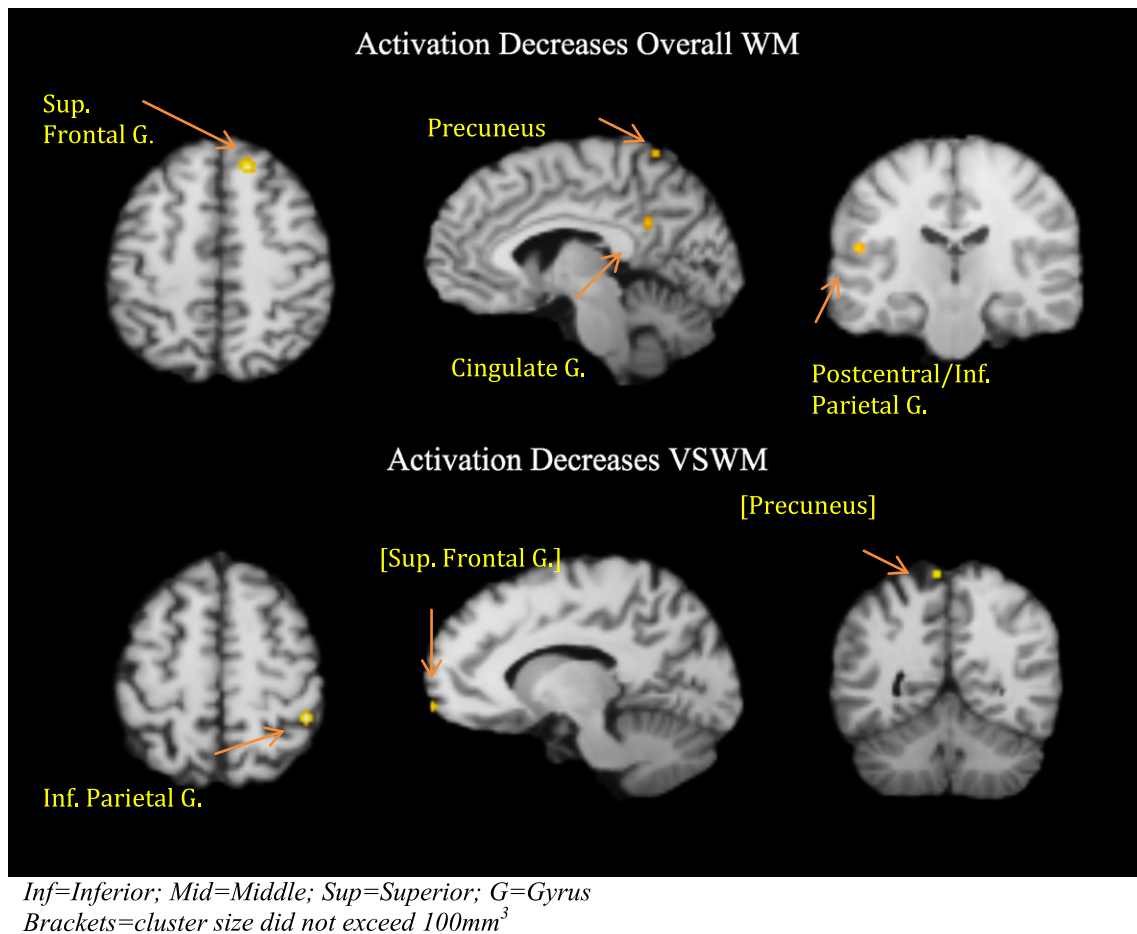 Activation Decreases Overall WM
Sup.
Frontal G.
Precuneus
Cingulate G.
Postcentral/Inf.
Parietal G.
Activation Decreases VSWM
[Precuneus]
[Sup. Frontal G.]
Inf. Parietal G.
Inf=Inferior; Mid=Middle; Sup=Superior; G=Gyrus
Brackets=cluster size did not exceed 100mm³